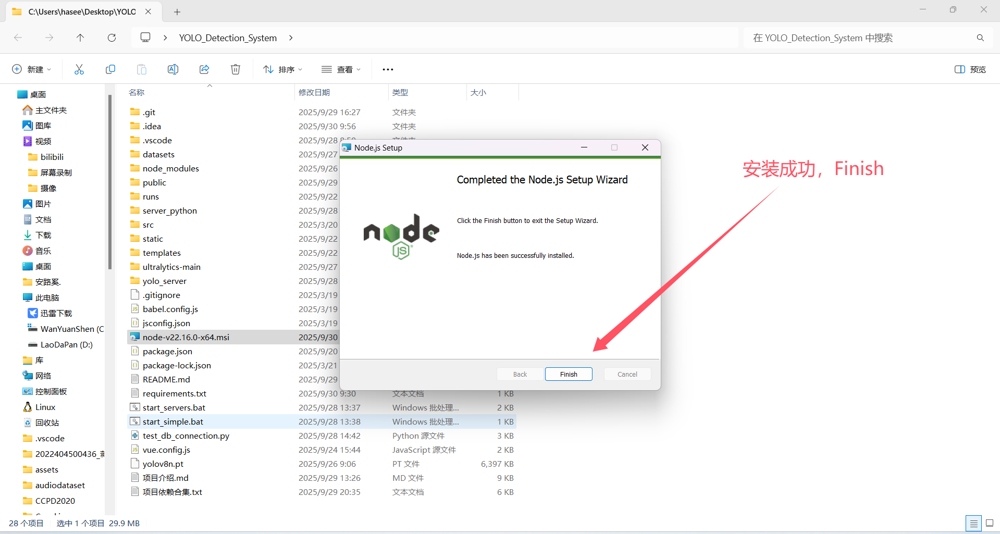 C:\Users\hasee\Desktop\YOLO
YOLO_Detection_System
在 YOLO_Detection_System 中搜索
新建
排序
查看
预览
桌面
主文件夹
图库
视频
bilibili
屏幕录制
摄像
图片
文档
下载
音乐
桌面
安路奚.
此电脑
迅雷下载
WanYuanShen (C
LaoDaPan (D:)
库
网络
控制面板
Linux
回收站
.vscode
2022404500436_
assets
audiodataset
CCPD2020
名称 修改日期 类型 大小
.git 2025/9/29 16:27 文件夹
.idea 2025/9/30 9:56 文件夹
.vscode 2025/9/28 8:50 文件夹
datasets 2025/9/27
node_modules 2025/9/26
public 2025/9/29
runs 2025/9/22
server_python 2025/9/28
src 2025/3/20
static 2025/9/22
templates 2025/9/22
ultralytics-main 2025/9/27
yolo_server 2025/9/28
.gitignore 2025/3/19
babel.config.js 2025/3/19
jsconfig.json 2025/3/19
node-v22.16.0-x64.msi 2025/9/30
package.json 2025/9/20
package-lock.json 2025/3/21
README.md 2025/9/29
requirements.txt 2025/9/30 9:30 文本文档 1 KB
start_servers.bat 2025/9/28 13:37 Windows 批处理... 2 KB
start_simple.bat 2025/9/28 13:38 Windows 批处理... 1 KB
test_db_connection.py 2025/9/28 14:42 Python 源文件 3 KB
vue.config.js 2025/9/24 15:44 JavaScript 源文件 2 KB
yolov8n.pt 2025/9/26 9:06 PT 文件 6,397 KB
项目介绍.md 2025/9/29 13:26 MD 文件 9 KB
项目依赖合集.txt 2025/9/29 20:35 文本文档 6 KB
Node.js Setup
Completed the Node.js Setup Wizard
Click the Finish button to exit the Setup Wizard.
node
JS
Node.js has been successfully installed.
Back Finish Cancel
安装成功，Finish
28 个项目 选中 1 个项目 29.9 MB